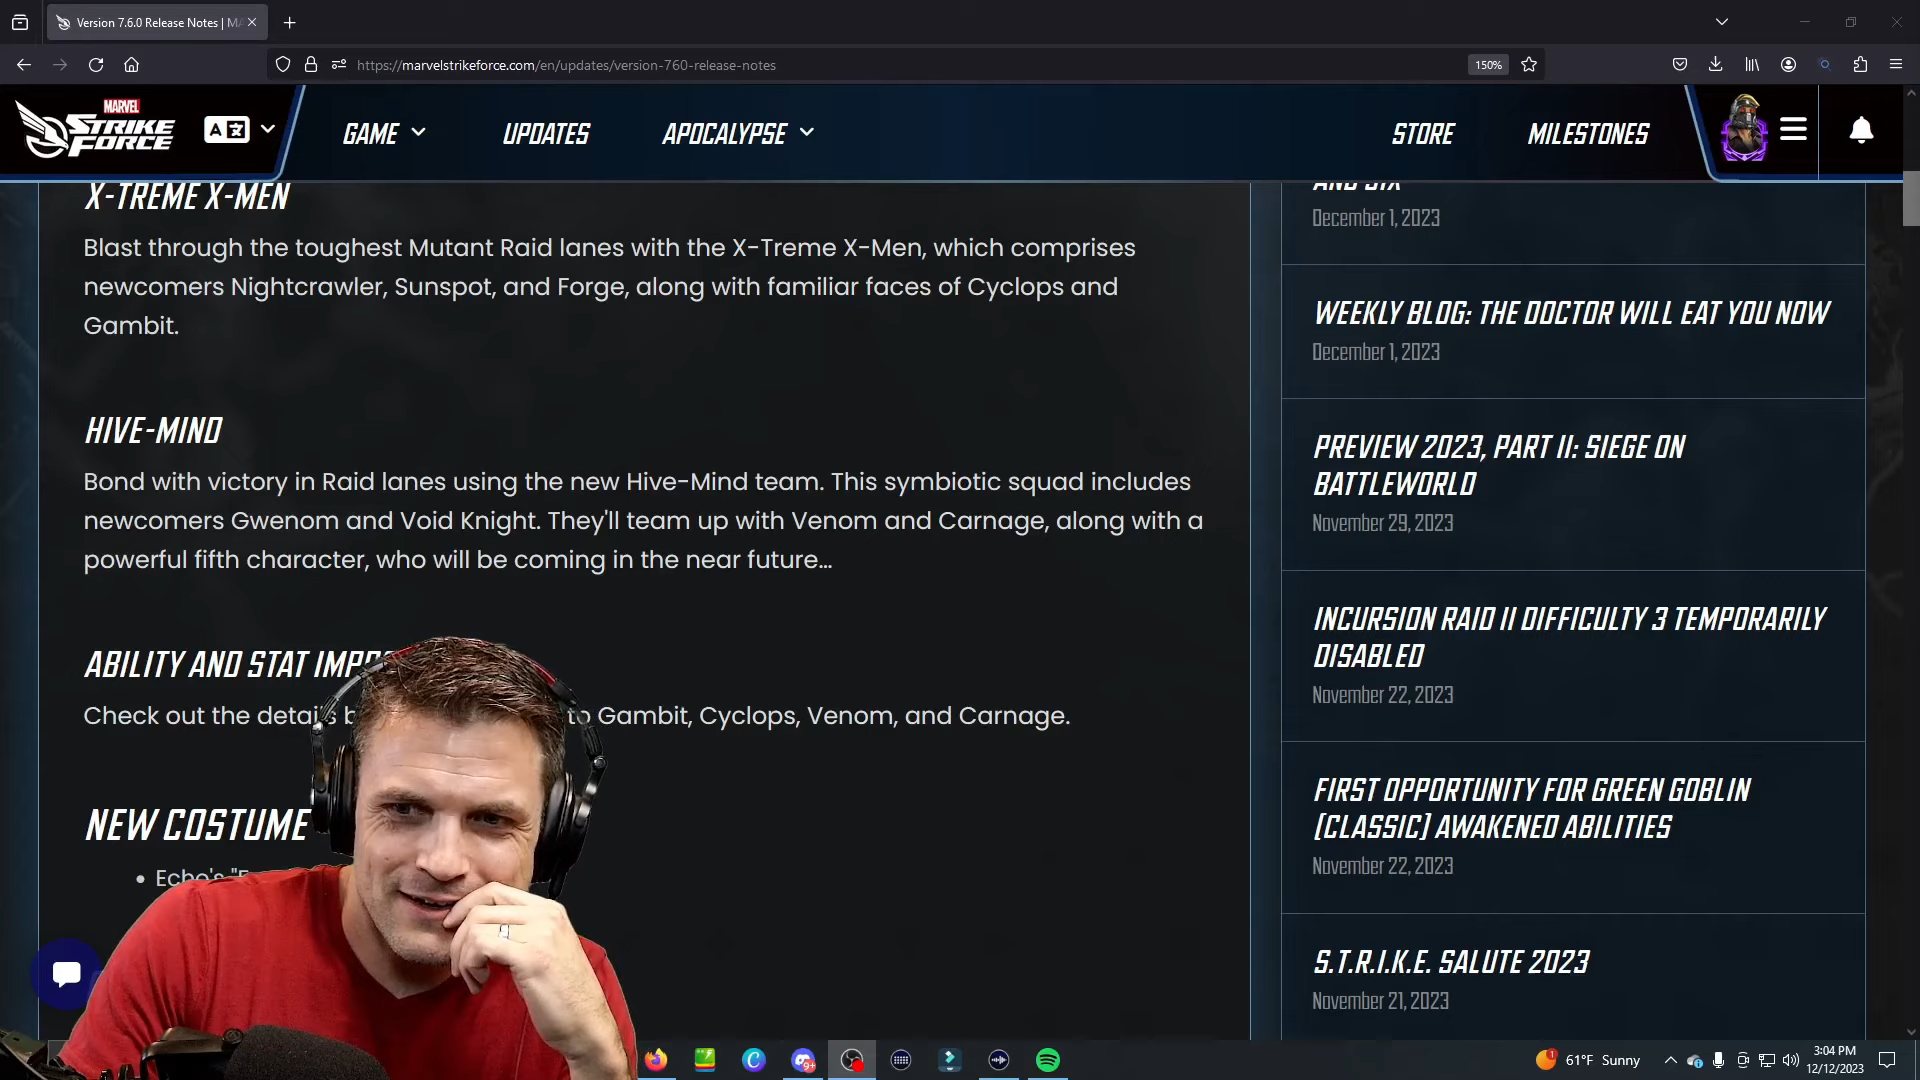 Version 7.6.0 Release Notes | MA
https://marvelstrikeforce.com/en/updates/version-760-release-notes
150%
MARVEL
STRIKE
FORCE
A
GAME
UPDATES
APOCALYPSE
STORE
MILESTONES
X-TREME X-MEN
Blast through the toughest Mutant Raid lanes with the X-Treme X-Men, which comprises
newcomers Nightcrawler, Sunspot, and Forge, along with familiar faces of Cyclops and
Gambit.
HIVE-MIND
Bond with victory in Raid lanes using the new Hive-Mind team. This symbiotic squad includes
newcomers Gwenom and Void Knight. They'll team up with Venom and Carnage, along with a
powerful fifth character, who will be coming in the near future...
ABILITY AND STAT
Check out the details to Gambit, Cyclops, Venom, and Carnage.
NEW COSTUME
• Echo's
AND SIX
December 1, 2023
WEEKLY BLOG: THE DOCTOR WILL EAT YOU NOW
December 1, 2023
PREVIEW 2023, PART II: SIEGE ON
BATTLEWORLD
November 29, 2023
INCURSION RAID II DIFFICULTY 3 TEMPORARILY
DISABLED
November 22, 2023
FIRST OPPORTUNITY FOR GREEN GOBLIN
(CLASSIC) AWAKENED ABILITIES
November 22, 2023
S.T.R.I.K.E. SALUTE 2023
November 21, 2023
9+
1
61°F Sunny
3:04 PM
12/12/2023